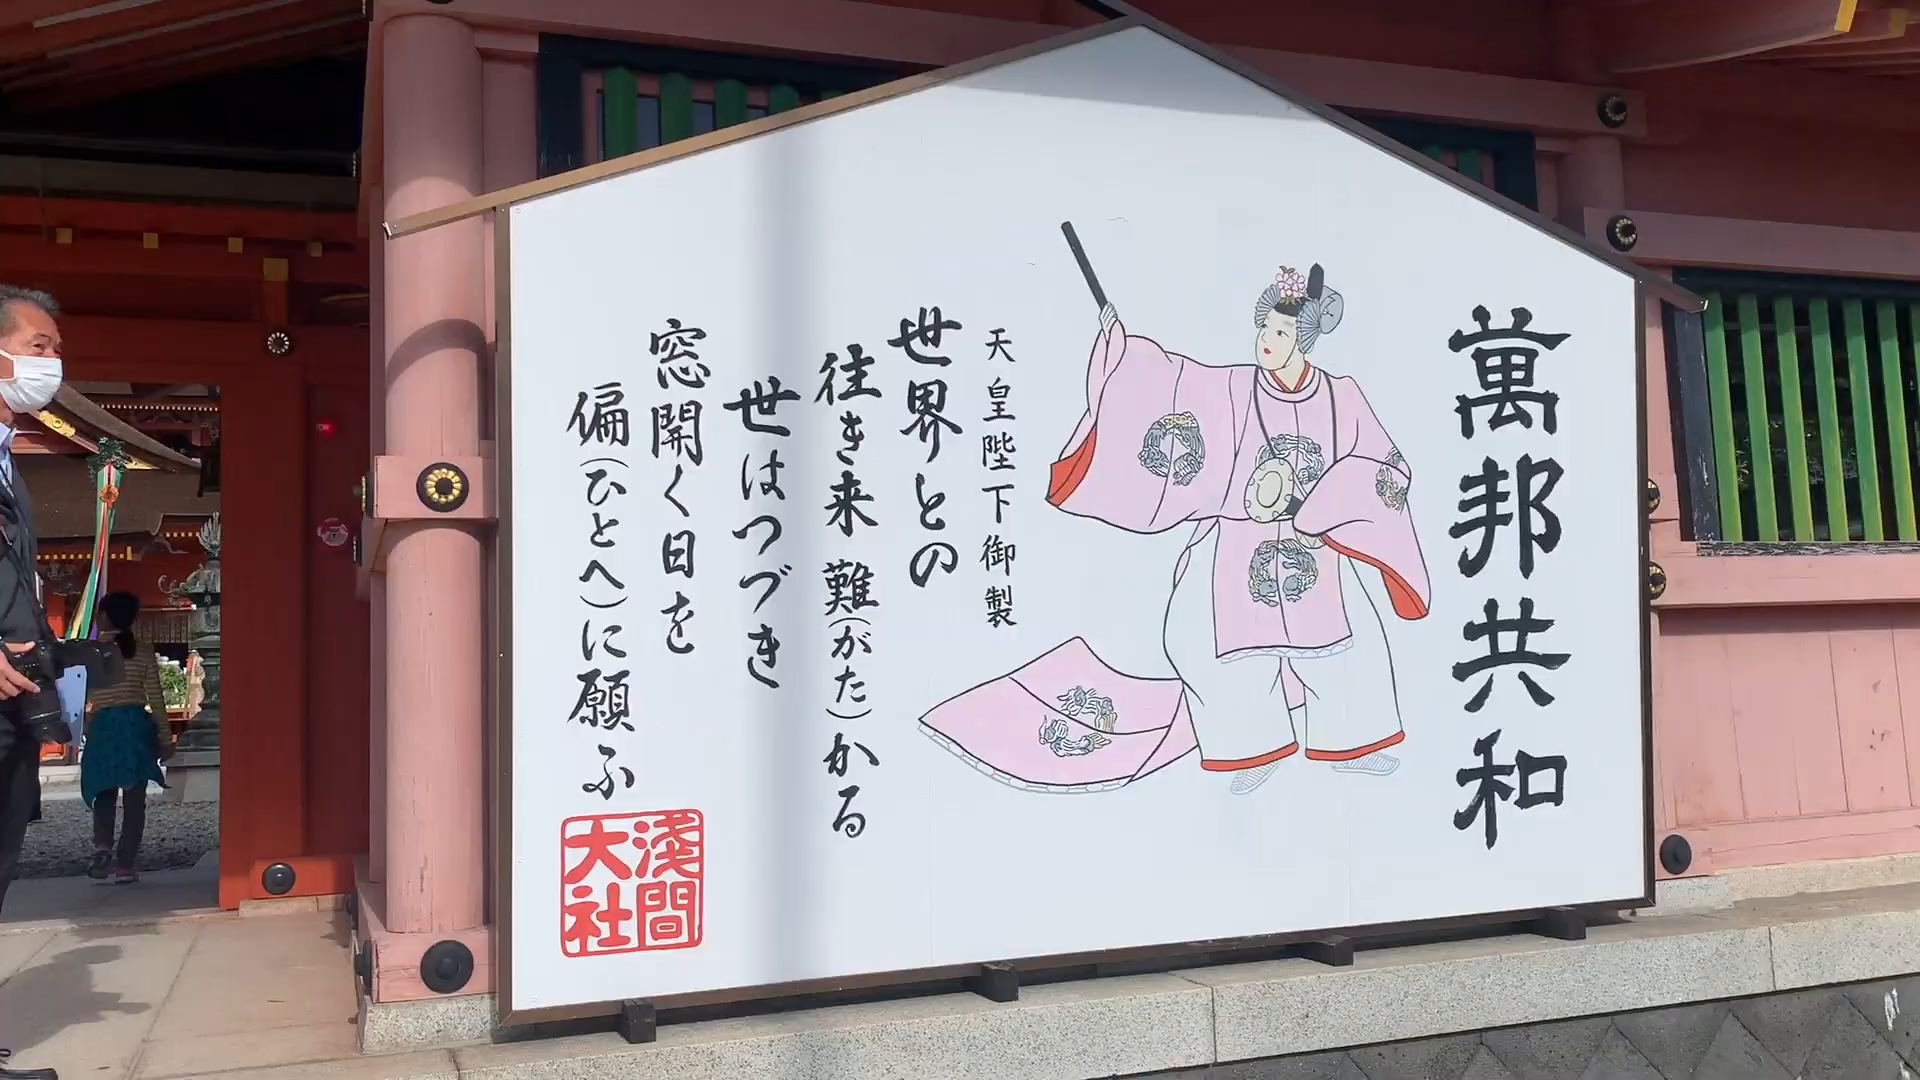 萬邦共和
天皇陛下御製
世界との
往き来難(がた)かる
世はつづき
窓開く日を
偏(ひとへ)に願ふ
淺間
大社